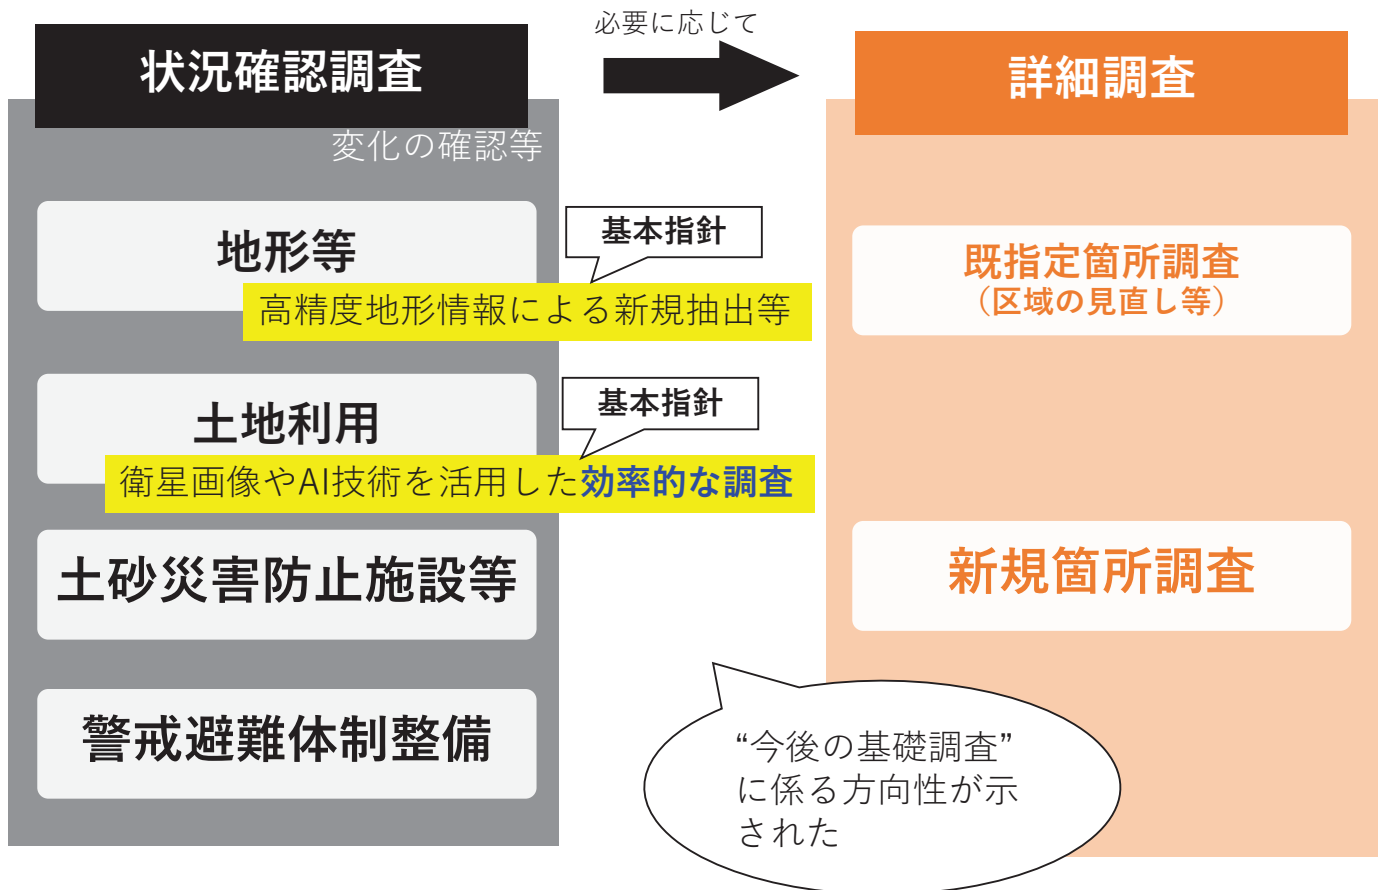 状況確認調査
変化の確認等
地形等
基本指針
高精度地形情報による新規抽出等
土地利用
基本指針
衛星画像やAI技術を活用した効率的な調査
土砂災害防止施設等
警戒避難体制整備
必要に応じて
詳細調査
既指定箇所調査
（区域の見直し等）
新規箇所調査
“今後の基礎調査”
に係る方向性が示
された